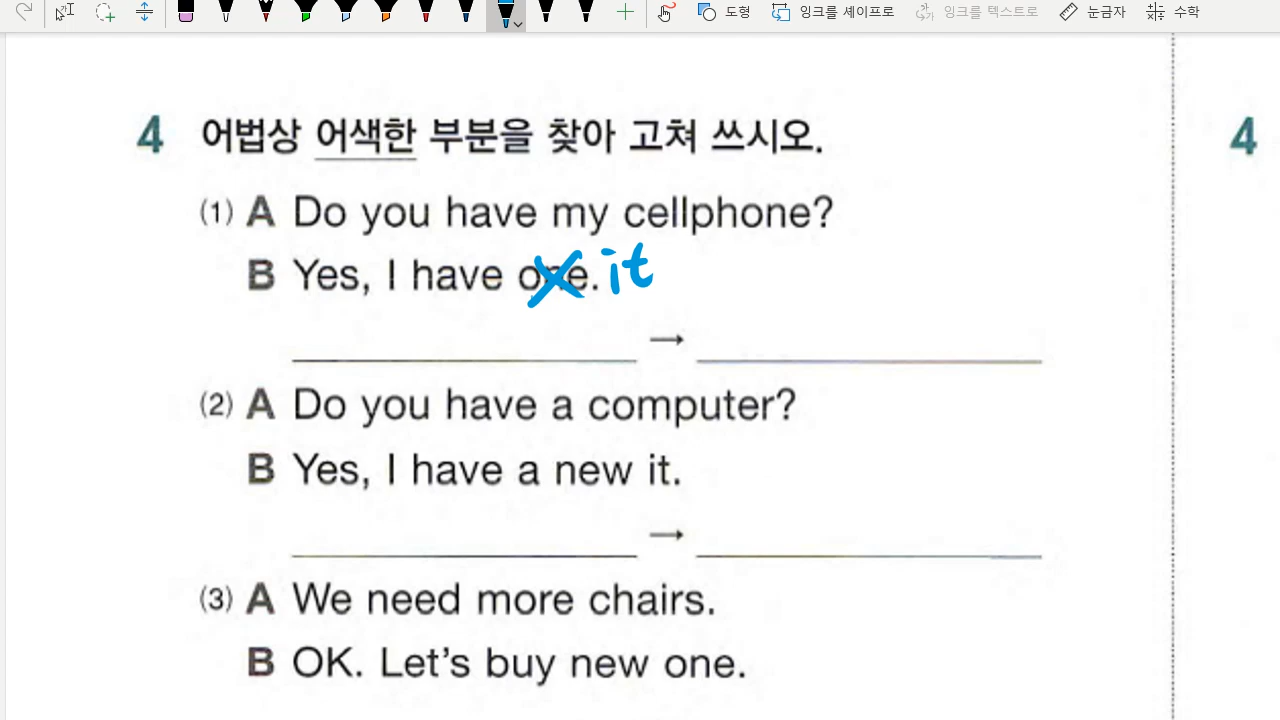 도형 잉크를 셰이프로 잉크를 텍스트로 눈금자 수학
4 어법상 어색한 부분을 찾아 고쳐 쓰시오. 4
(1) A Do you have my cellphone?
B Yes, I have one. it
→
(2) A Do you have a computer?
B Yes, I have a new it.
→
(3) A We need more chairs.
B OK. Let's buy new one.